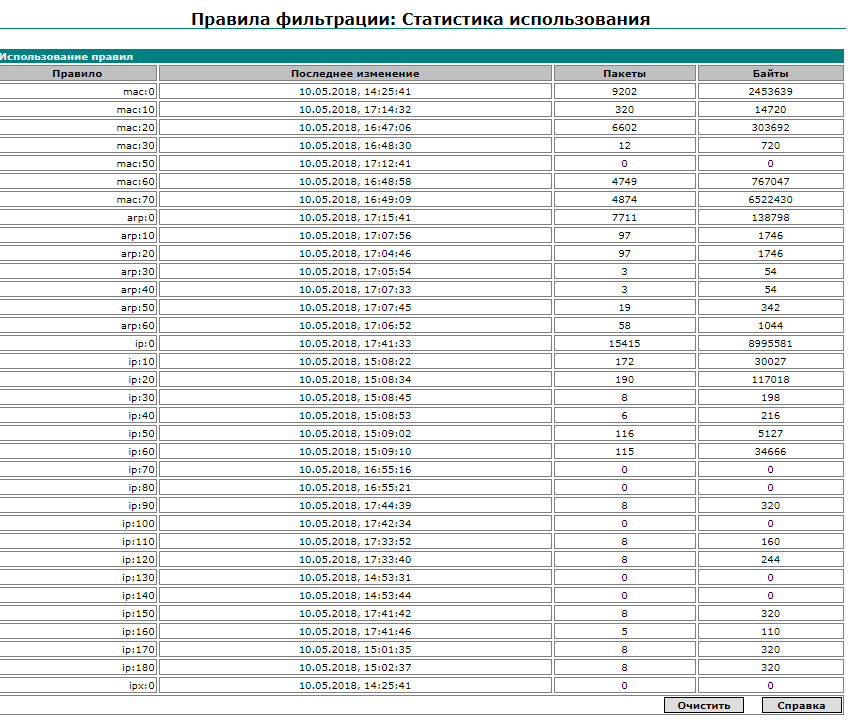 Правила фильтрации: Статистика использования
Использование правил
Правило Последнее изменение Пакеты Байты
mac:0 10.05.2018, 14:25:41 9202 2453639
mac:10 10.05.2018, 17:14:32 320 14720
mac:20 10.05.2018, 16:47:06 6602 303692
mac:30 10.05.2018, 16:48:30 12 720
mac:50 10.05.2018, 17:12:41 0 0
mac:60 10.05.2018, 16:48:58 4749 767047
mac:70 10.05.2018, 16:49:09 4874 6522430
arp:0 10.05.2018, 17:15:41 7711 138798
arp:10 10.05.2018, 17:07:56 97 1746
arp:20 10.05.2018, 17:04:46 97 1746
arp:30 10.05.2018, 17:05:54 3 54
arp:40 10.05.2018, 17:07:33 3 54
arp:50 10.05.2018, 17:07:45 19 342
arp:60 10.05.2018, 17:06:52 58 1044
ip:0 10.05.2018, 17:41:33 15415 8995581
ip:10 10.05.2018, 15:08:22 172 30027
ip:20 10.05.2018, 15:08:34 190 117018
ip:30 10.05.2018, 15:08:45 8 198
ip:40 10.05.2018, 15:08:53 6 216
ip:50 10.05.2018, 15:09:02 116 5127
ip:60 10.05.2018, 15:09:10 115 34666
ip:70 10.05.2018, 16:55:16 0 0
ip:80 10.05.2018, 16:55:21 0 0
ip:90 10.05.2018, 17:44:39 8 320
ip:100 10.05.2018, 17:42:34 0 0
ip:110 10.05.2018, 17:33:52 8 160
ip:120 10.05.2018, 17:33:40 8 244
ip:130 10.05.2018, 14:53:31 0 0
ip:140 10.05.2018, 14:53:44 0 0
ip:150 10.05.2018, 17:41:42 8 320
ip:160 10.05.2018, 17:41:46 5 110
ip:170 10.05.2018, 15:01:35 8 320
ip:180 10.05.2018, 15:02:37 8 320
ipx:0 10.05.2018, 14:25:41 0 0
Очистить Справка